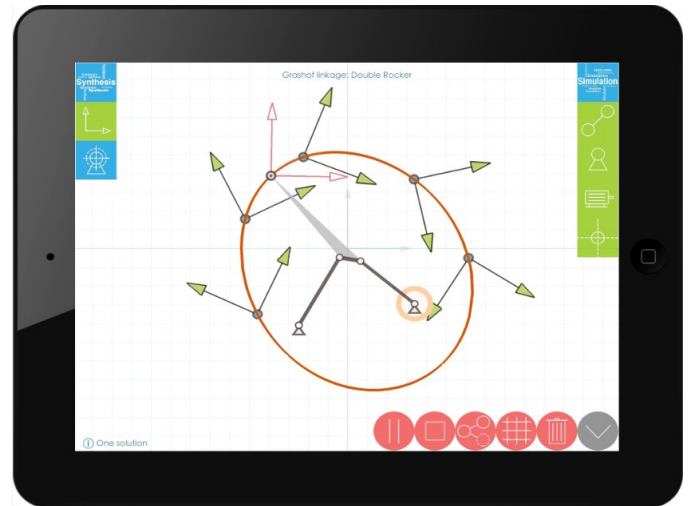 Grashof linkage: Double Rocker
Synthesis
Simulation
One solution